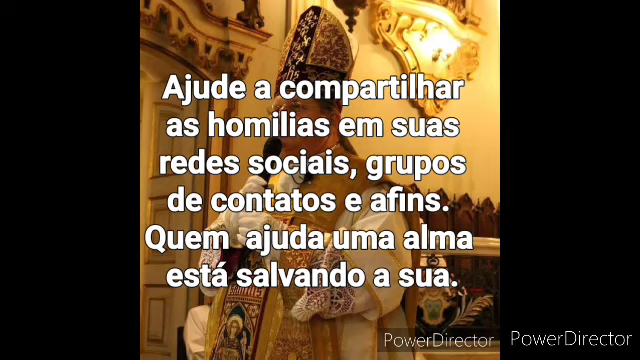 Ajude a compartilhar
as homilias em suas
redes sociais, grupos
de contatos e afins.
Quem ajuda uma alma
está salvando a sua.
PowerDirector PowerDirector